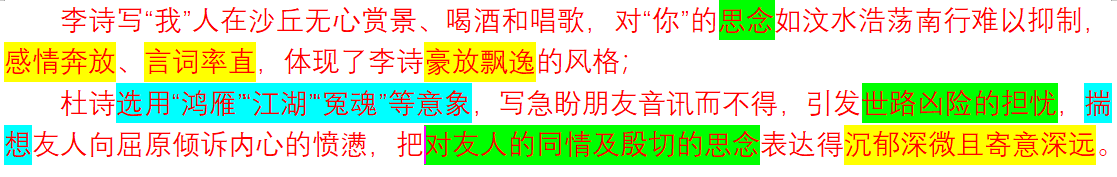 李诗写“我”人在沙丘无心赏景、喝酒和唱歌，对“你”的思念如汶水浩荡南行难以抑制，
感情奔放、言词率直，体现了李诗豪放飘逸的风格；
杜诗选用“鸿雁”“江湖”“冤魂”等意象，写急盼朋友音讯而不得，引发世路凶险的担忧，揣
想友人向屈原倾诉内心的愤懑，把对友人的同情及殷切的思念表达得沉郁深微且寄意深远。